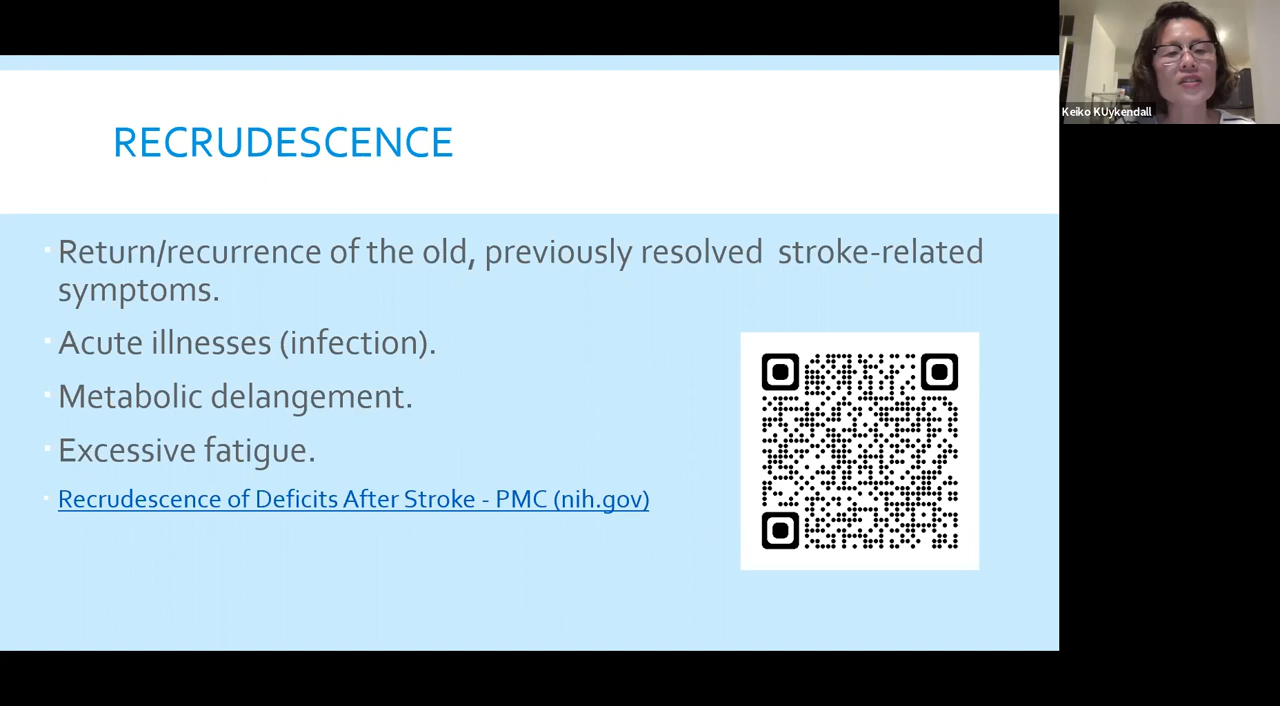 RECRUDESCENCE
Return/recurrence of the old, previously resolved stroke-related
symptoms.
Acute illnesses (infection).
Metabolic delangement.
Excessive fatigue.
Recrudescence of Deficits After Stroke - PMC (nih.gov)
Keiko KUykendall